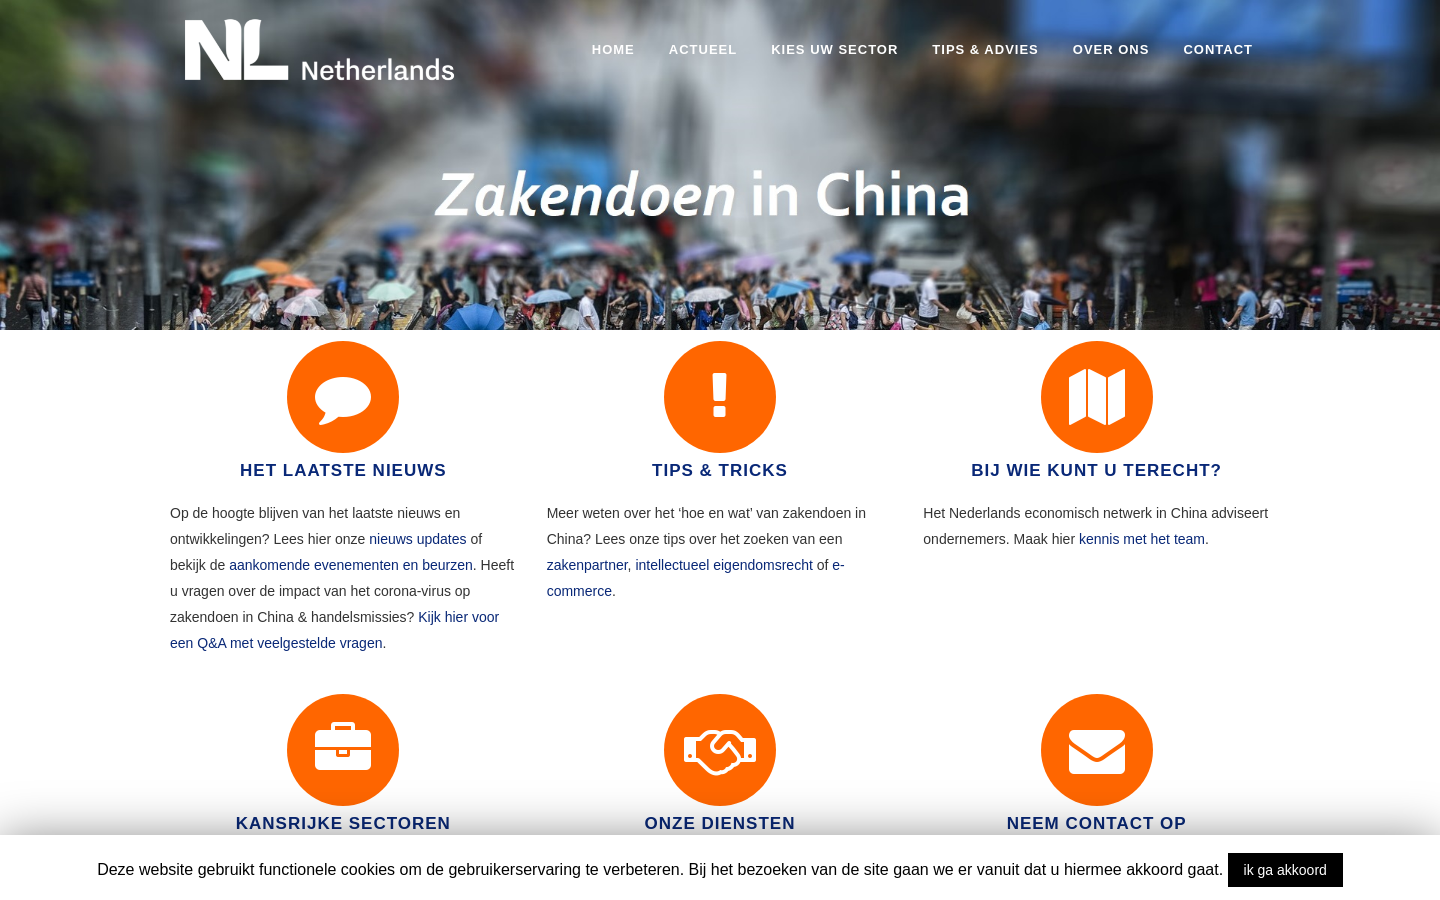 NL Netherlands
HOME ACTUEEL KIES UW SECTOR TIPS & ADVIES OVER ONS CONTACT
Zakendoen in China
HET LAATSTE NIEUWS
Op de hoogte blijven van het laatste nieuws en
ontwikkelingen? Lees hier onze nieuws updates of
bekijk de aankomende evenementen en beurzen. Heeft
u vragen over de impact van het corona-virus op
zakendoen in China & handelsmissies? Kijk hier voor
een Q&A met veelgestelde vragen.
TIPS & TRICKS
Meer weten over het ‘hoe en wat’ van zakendoen in
China? Lees onze tips over het zoeken van een
zakenpartner, intellectueel eigendomsrecht of e-
commerce.
BIJ WIE KUNT U TERECHT?
Het Nederlands economisch netwerk in China adviseert
ondernemers. Maak hier kennis met het team.
KANSRIJKE SECTOREN
ONZE DIENSTEN
NEEM CONTACT OP
Deze website gebruikt functionele cookies om de gebruikerservaring te verbeteren. Bij het bezoeken van de site gaan we er vanuit dat u hiermee akkoord gaat. ik ga akkoord